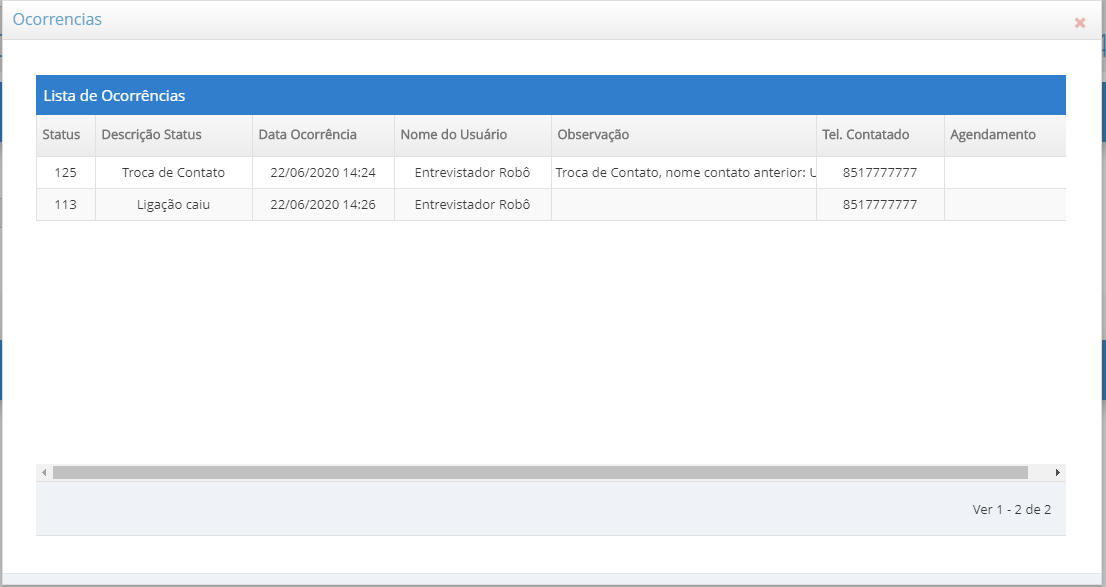 Ocorrencias
Lista de Ocorrências
Status Descrição Status Data Ocorrência Nome do Usuário Observação Tel. Contatado Agendamento
125 Troca de Contato 22/06/2020 14:24 Entrevistador Robô Troca de Contato, nome contato anterior: 8517777777
113 Ligação caiu 22/06/2020 14:26 Entrevistador Robô 8517777777
Ver 1 - 2 de 2